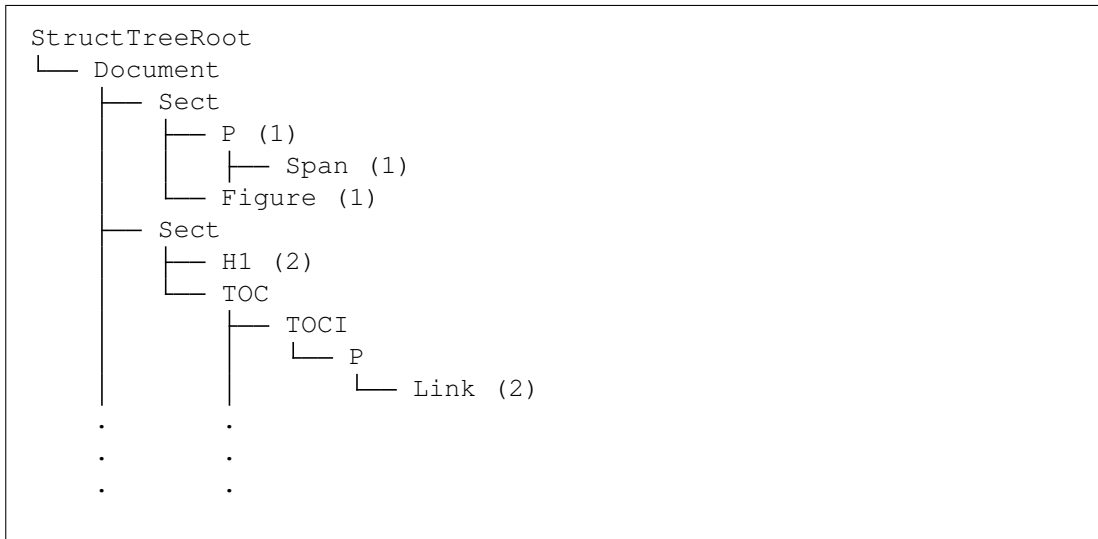 StructTreeRoot
└── Document
    ├── Sect
    │   ├── P (1)
    │   │   ├── Span (1)
    │   └── Figure (1)
    ├── Sect
    │   ├── H1 (2)
    │   └── TOC
    │       ├── TOCI
    │       │   └── P
    │       │       └── Link (2)
    .       .
    .       .
    .       .